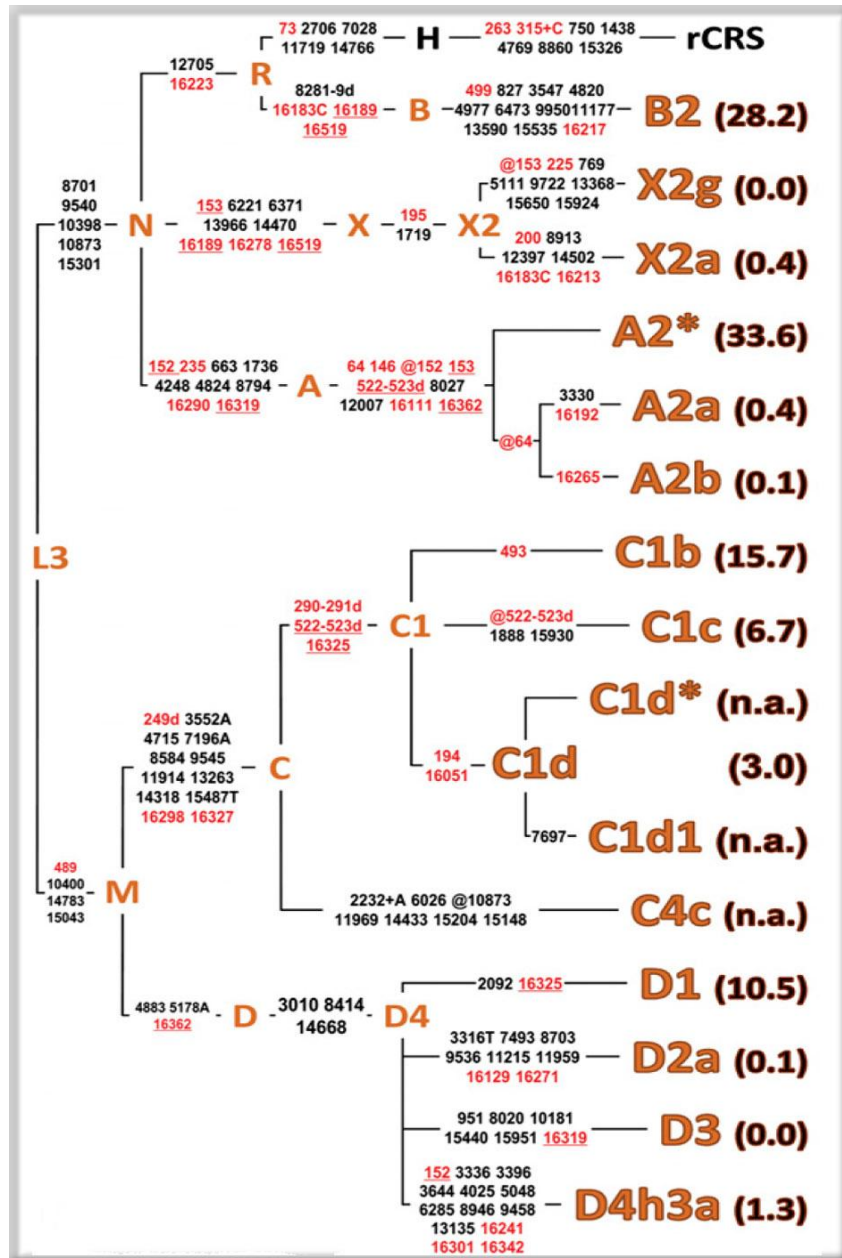 73 2706 7028
11719 14766
H
263 315+C 750 1438
4769 8860 15326
rCRS
12705
16223
R
8281-9d
16183C 16189
16519
B
499 827 3547 4820
4977 6473 995011177
13590 15535 16217
B2 (28.2)
8701
9540
10398
10873
15301
N
153 6221 6371
13966 14470
16189 16278 16519
X
195
1719
X2
@153 225 769
5111 9722 13368
15650 15924
X2g (0.0)
200 8913
12397 14502
16183C 16213
X2a (0.4)
A2* (33.6)
152 235 663 1736
4248 4824 8794
16290 16319
A
64 146 @152 153
522-523d 8027
12007 16111 16362
@64
3330
16192
A2a (0.4)
16265
A2b (0.1)
L3
493
C1b (15.7)
290-291d
522-523d
16325
C1
@522-523d
1888 15930
C1c (6.7)
C1d* (n.a.)
249d 3552A
4715 7196A
8584 9545
11914 13263
14318 15487T
16298 16327
C
194
16051
C1d (3.0)
7697
C1d1 (n.a.)
489
10400
14783
15043
M
2232+A 6026 @10873
11969 14433 15204 15148
C4c (n.a.)
4883 5178A
16362
D
3010 8414
14668
D4
2092 16325
D1 (10.5)
3316T 7493 8703
9536 11215 11959
16129 16271
D2a (0.1)
951 8020 10181
15440 15951 16319
D3 (0.0)
152 3336 3396
3644 4025 5048
6285 8946 9458
13135 16241
16301 16342
D4h3a (1.3)